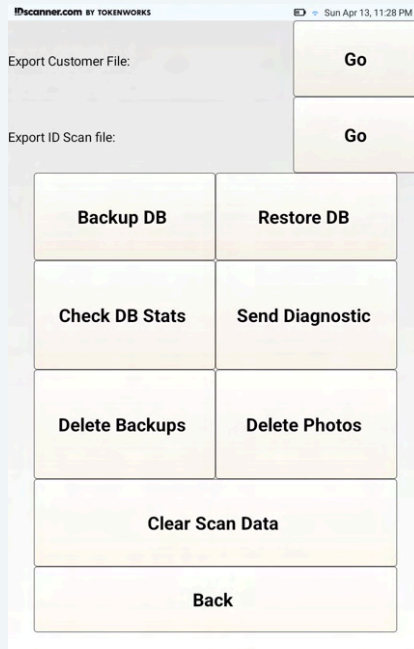 IDscanner.com BY TOKENWORKS Sun Apr 13, 11:28 PM
Export Customer File: Go
Export ID Scan file: Go
Backup DB Restore DB
Check DB Stats Send Diagnostic
Delete Backups Delete Photos
Clear Scan Data
Back